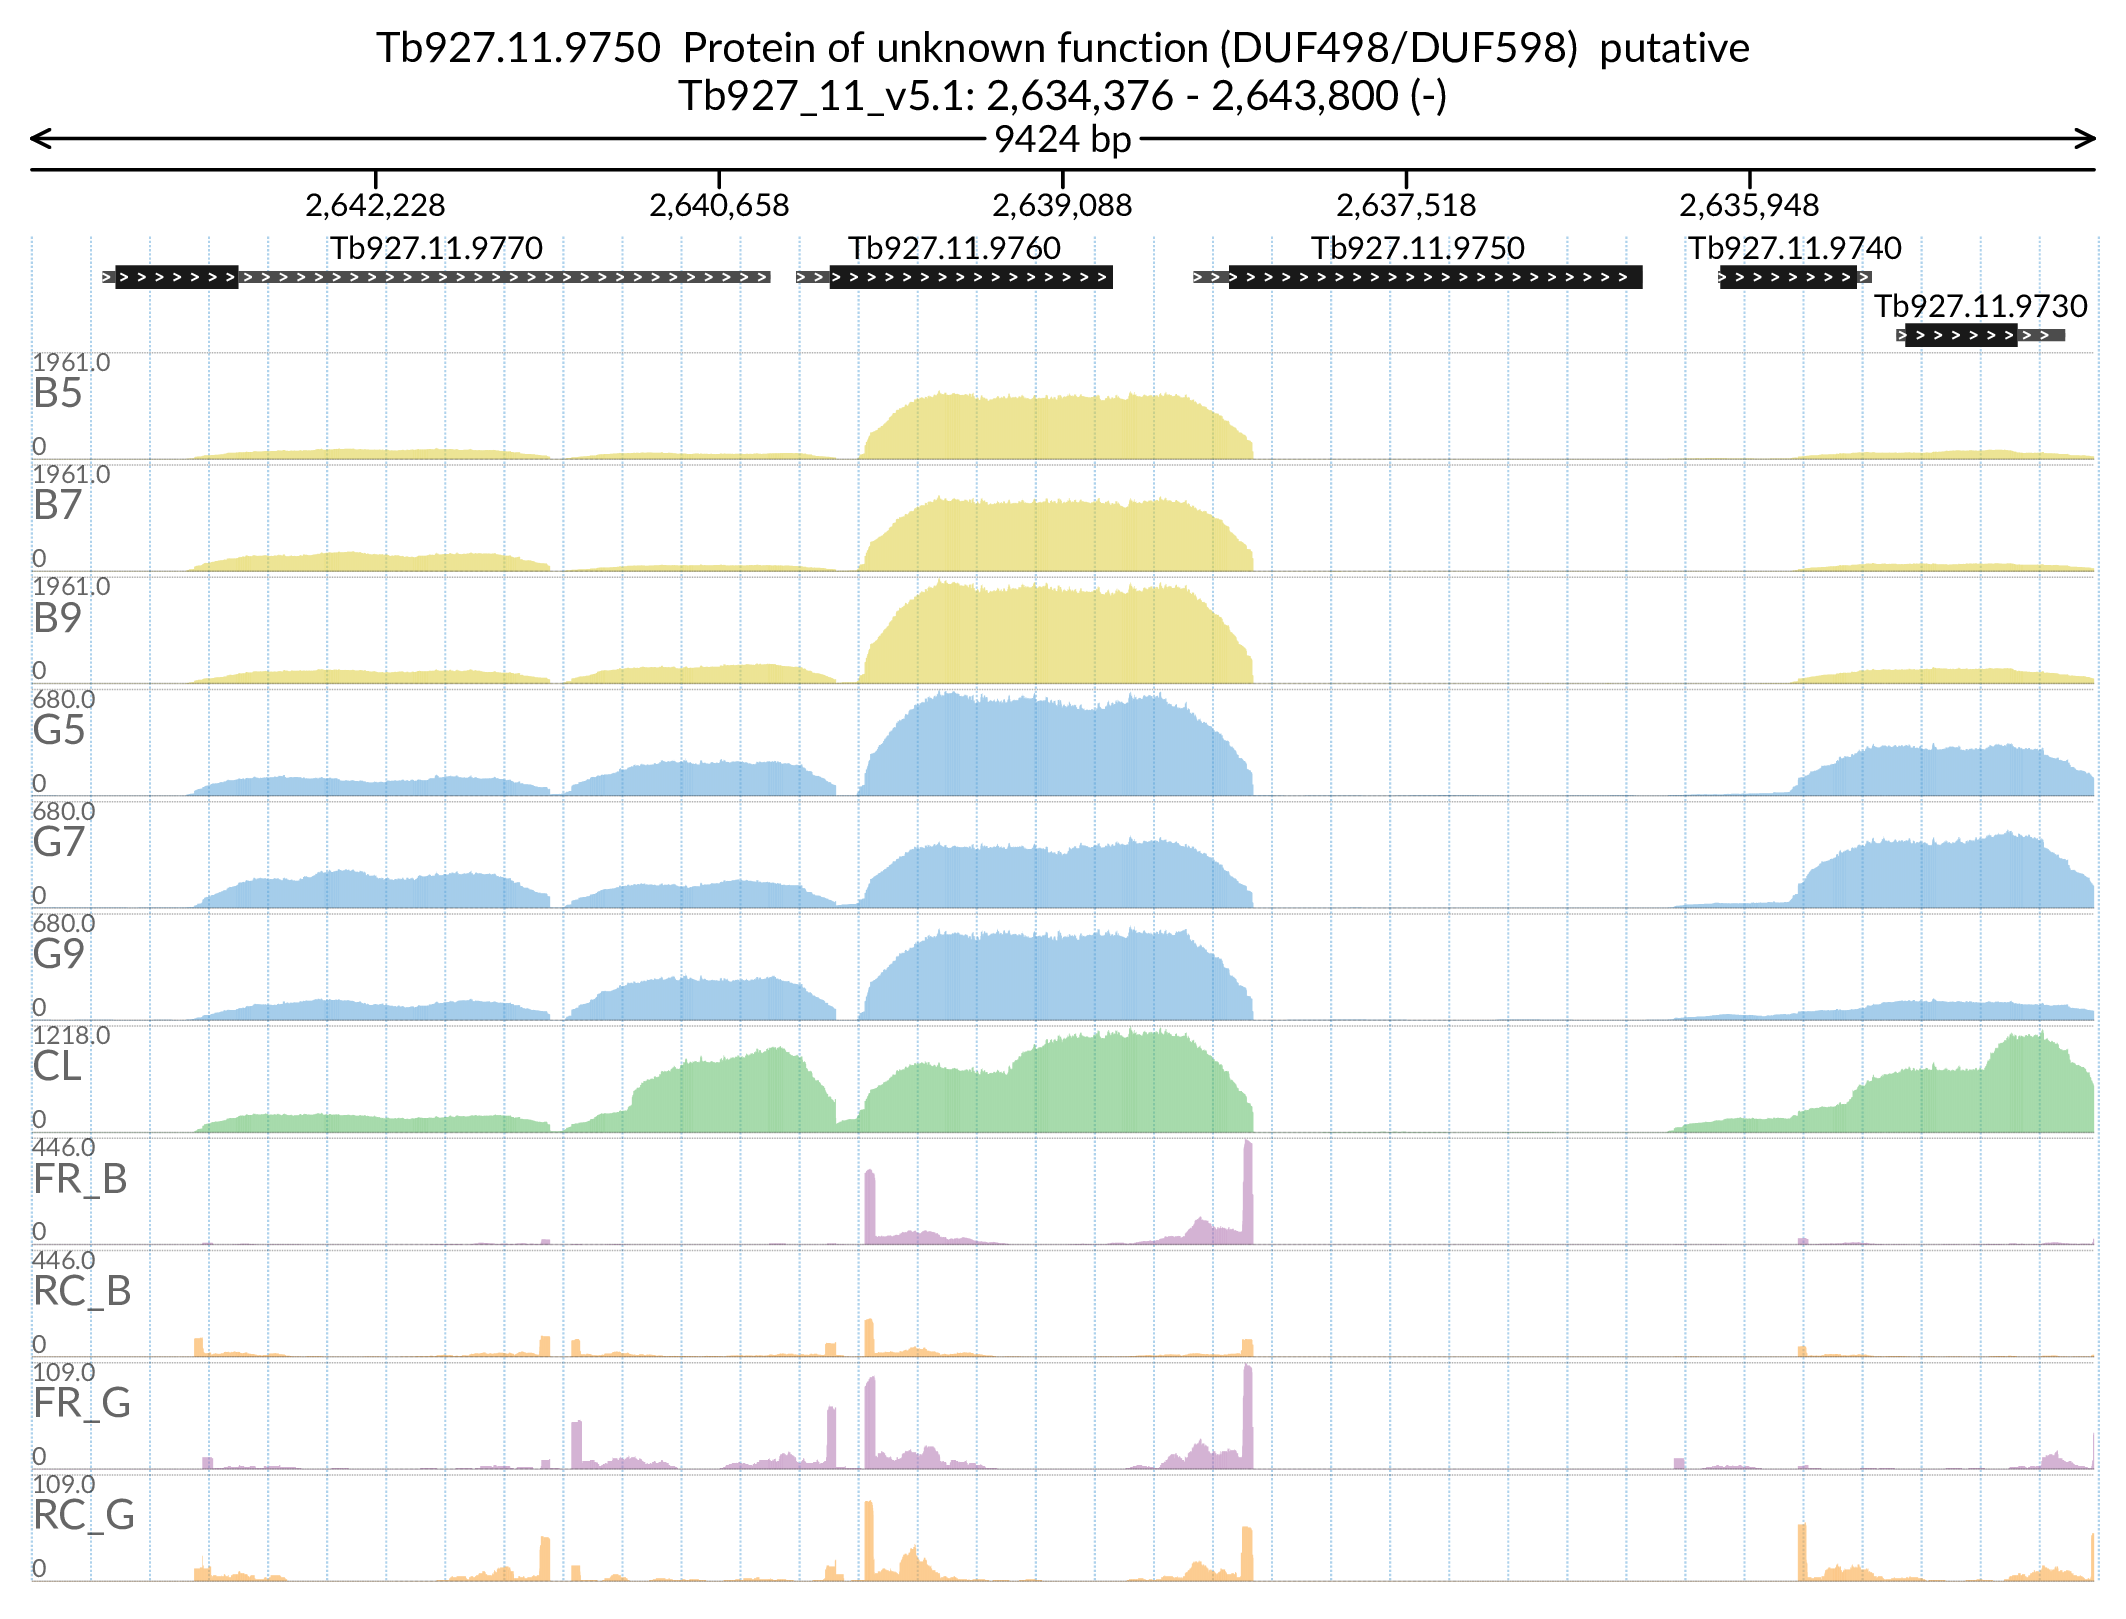 Tb927.11.9750  Protein of unknown function (DUF498/DUF598)  putative
Tb927_11_v5.1: 2,634,376 - 2,643,800 (-)
9424 bp
2,642,228 2,640,658 2,639,088 2,637,518 2,635,948
Tb927.11.9770 Tb927.11.9760 Tb927.11.9750 Tb927.11.9740
Tb927.11.9730
1961.0
B5
0
1961.0
B7
0
1961.0
B9
0
680.0
G5
0
680.0
G7
0
680.0
G9
0
1218.0
CL
0
446.0
FR_B
0
446.0
RC_B
0
109.0
FR_G
0
109.0
RC_G
0